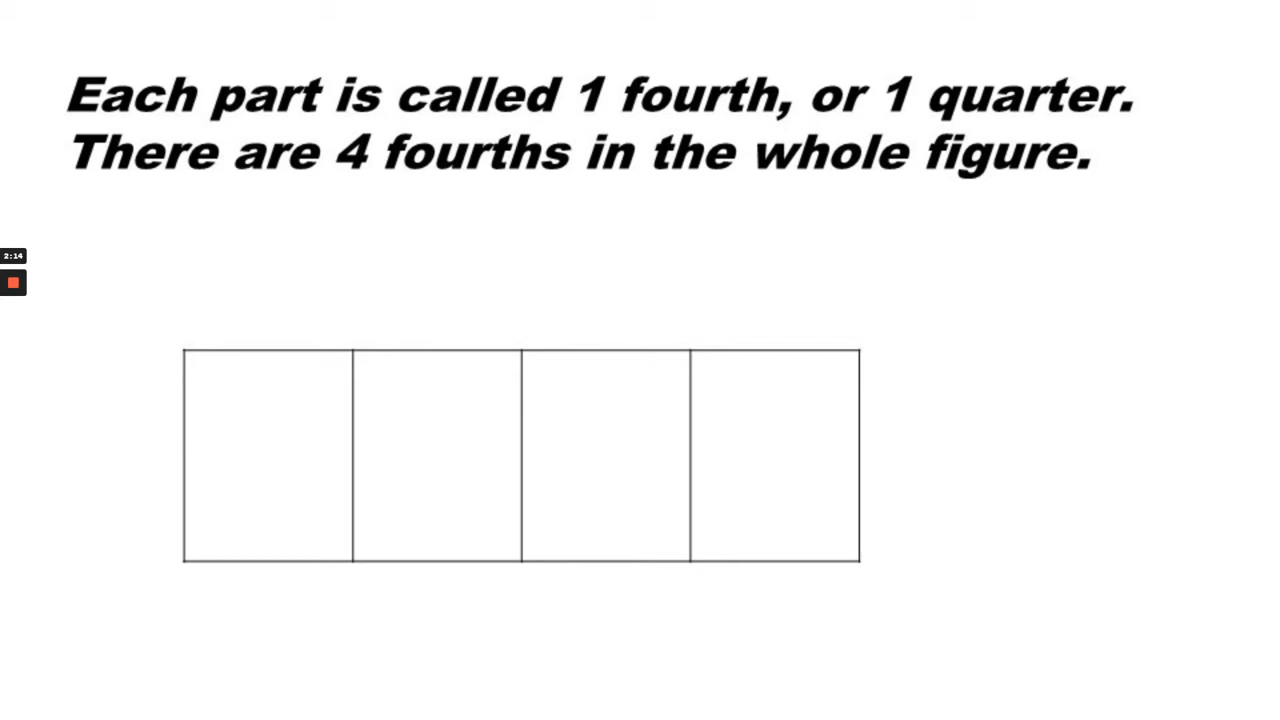 Each part is called 1 fourth, or 1 quarter.
There are 4 fourths in the whole figure.
2:14